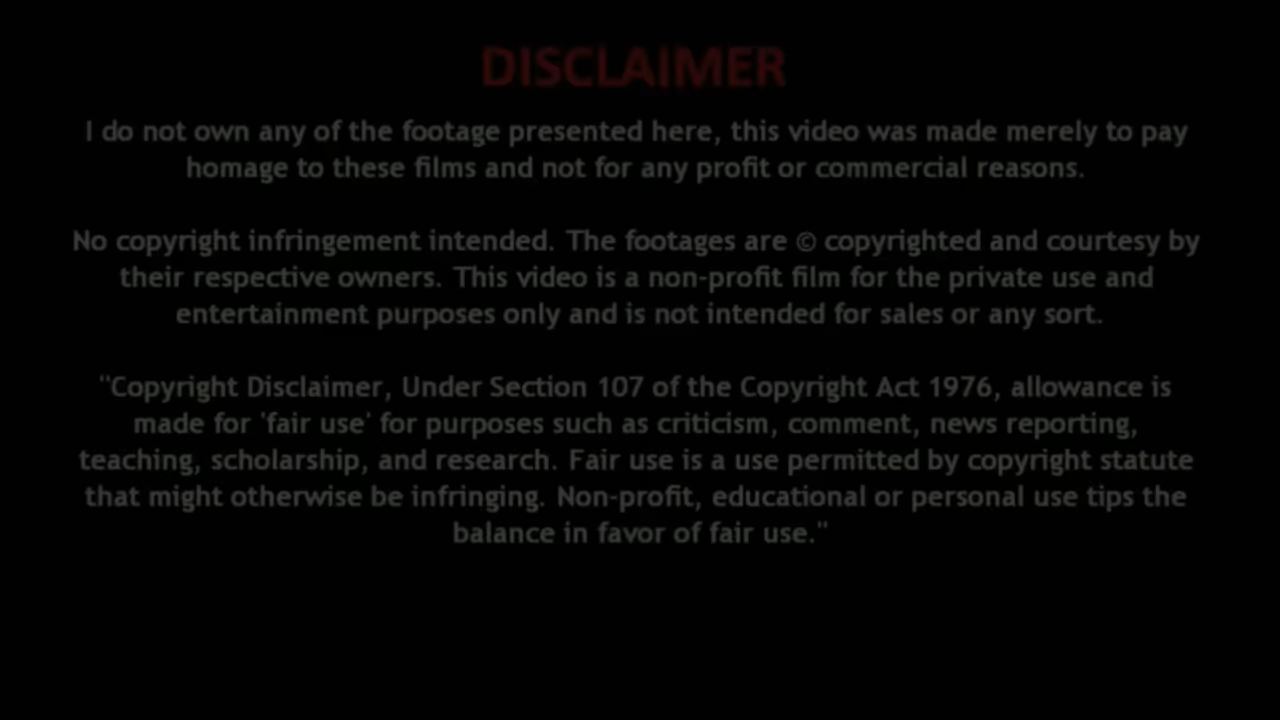 DISCLAIMER
I do not own any of the footage presented here, this video was made merely to pay
homage to these films and not for any profit or commercial reasons.
No copyright infringement intended. The footages are © copyrighted and courtesy by
their respective owners. This video is a non-profit film for the private use and
entertainment purposes only and is not intended for sales or any sort.
"Copyright Disclaimer, Under Section 107 of the Copyright Act 1976, allowance is
made for 'fair use' for purposes such as criticism, comment, news reporting,
teaching, scholarship, and research. Fair use is a use permitted by copyright statute
that might otherwise be infringing. Non-profit, educational or personal use tips the
balance in favor of fair use."